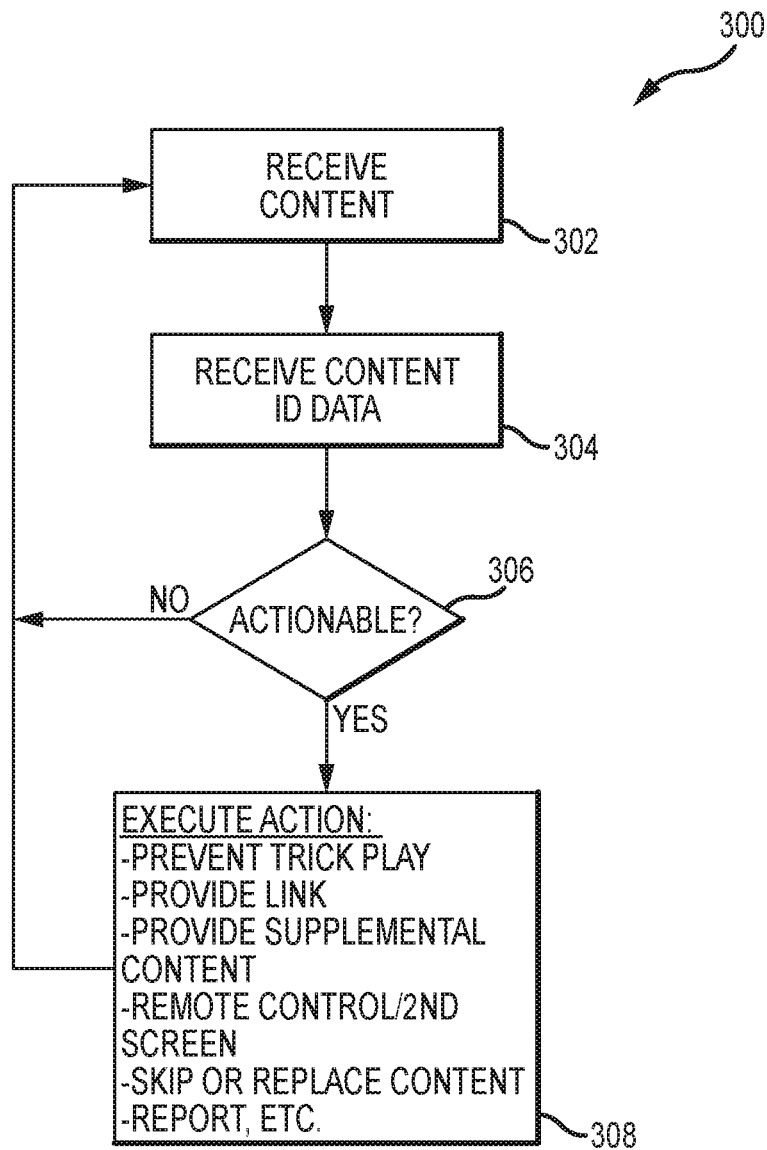 300
RECEIVE
CONTENT
302
RECEIVE CONTENT
ID DATA
304
306
NO
ACTIONABLE?
YES
EXECUTE ACTION:
-PREVENT TRICK PLAY
-PROVIDE LINK
-PROVIDE SUPPLEMENTAL
CONTENT
-REMOTE CONTROL/2ND
SCREEN
-SKIP OR REPLACE CONTENT
-REPORT, ETC.
308